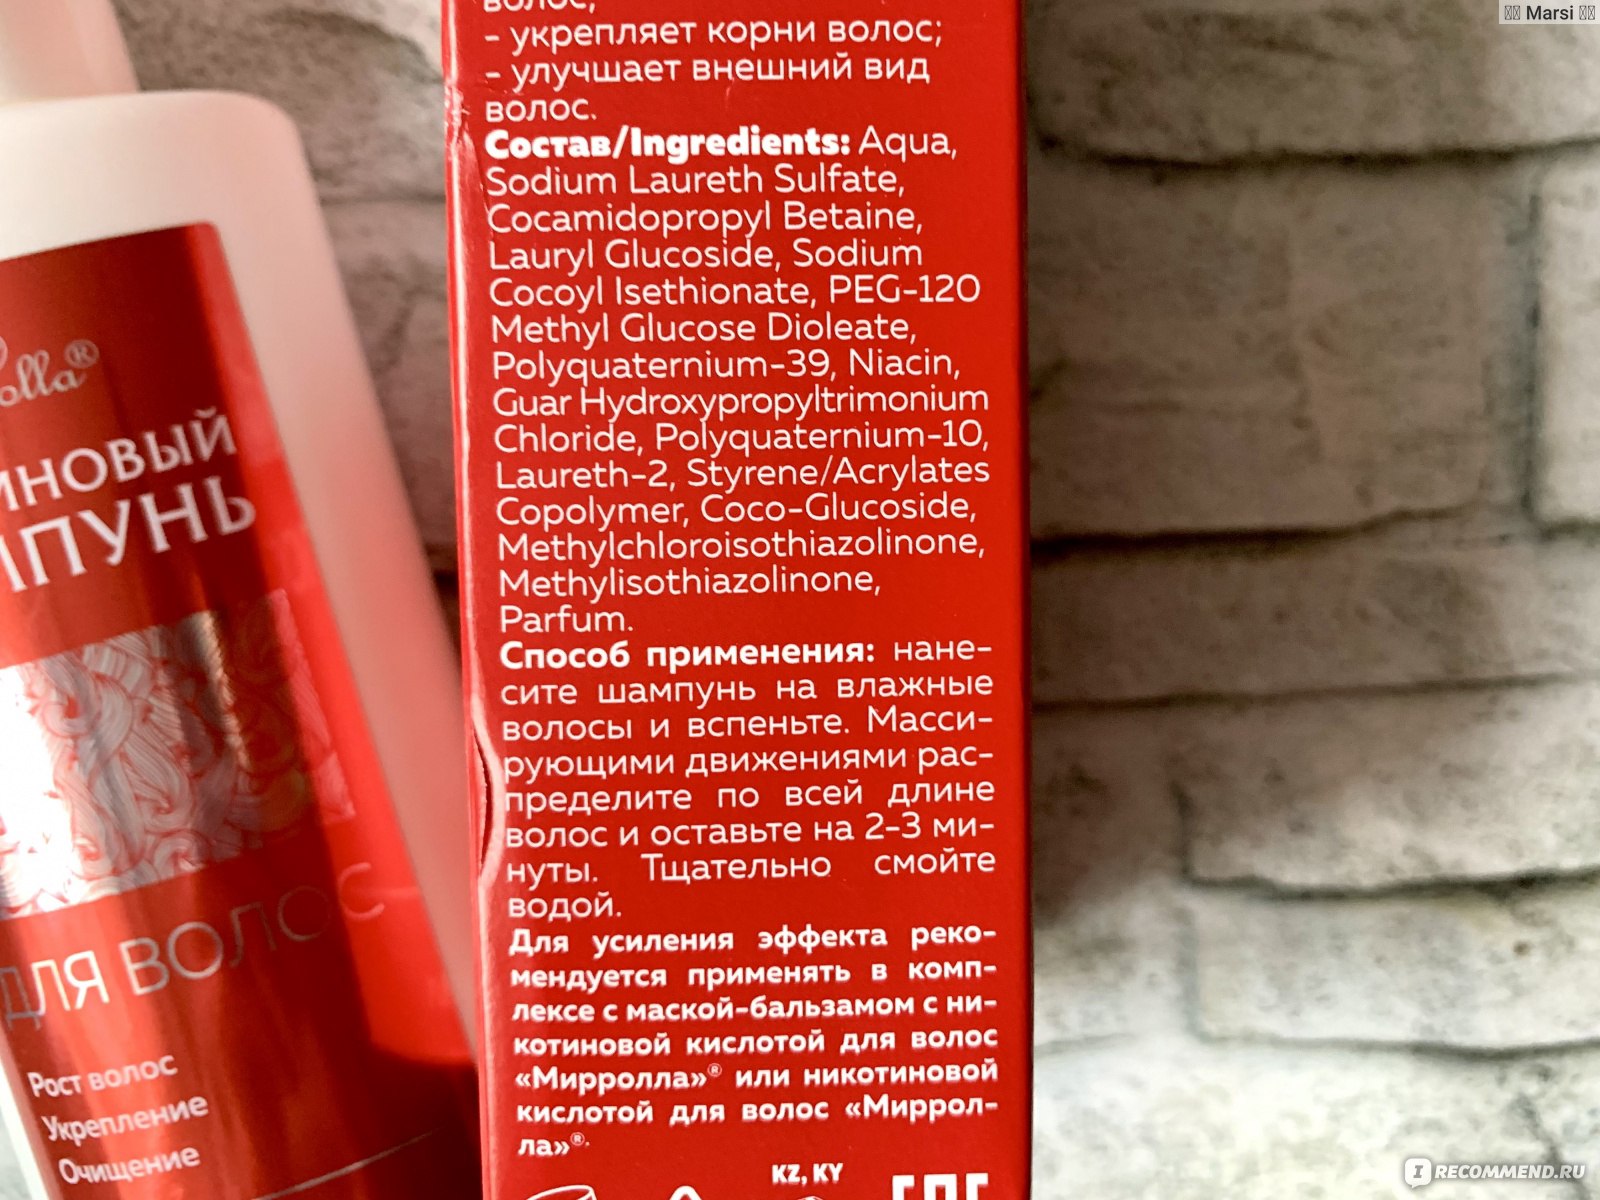 Marsi
волос;
- укрепляет корни волос;
- улучшает внешний вид
волос.
Состав/Ingredients: Aqua,
Sodium Laureth Sulfate,
Cocamidopropyl Betaine,
Lauryl Glucoside, Sodium
Cocoyl Isethionate, PEG-120
Methyl Glucose Dioleate,
Polyquaternium-39, Niacin,
Guar Hydroxypropyltrimonium
Chloride, Polyquaternium-10,
Laureth-2, Styrene/Acrylates
Copolymer, Coco-Glucoside,
Methylchloroisothiazolinone,
Methylisothiazolinone,
Parfum.
Способ применения: нане-
сите шампунь на влажные
волосы и вспеньте. Масси-
рующими движениями рас-
пределите по всей длине
волос и оставьте на 2-3 ми-
нуты. Тщательно смойте
водой.
Для усиления эффекта реко-
мендуется применять в комп-
лексе с маской-бальзамом с ни-
котиновой кислотой для волос
«Мирролла»® или никотиновой
кислотой для волос «Миррол-
ла»®.
KZ, KY
olla®
иновый
мпунь
для волос
Рост волос
Укрепление
Очищение
IRECOMMEND.RU